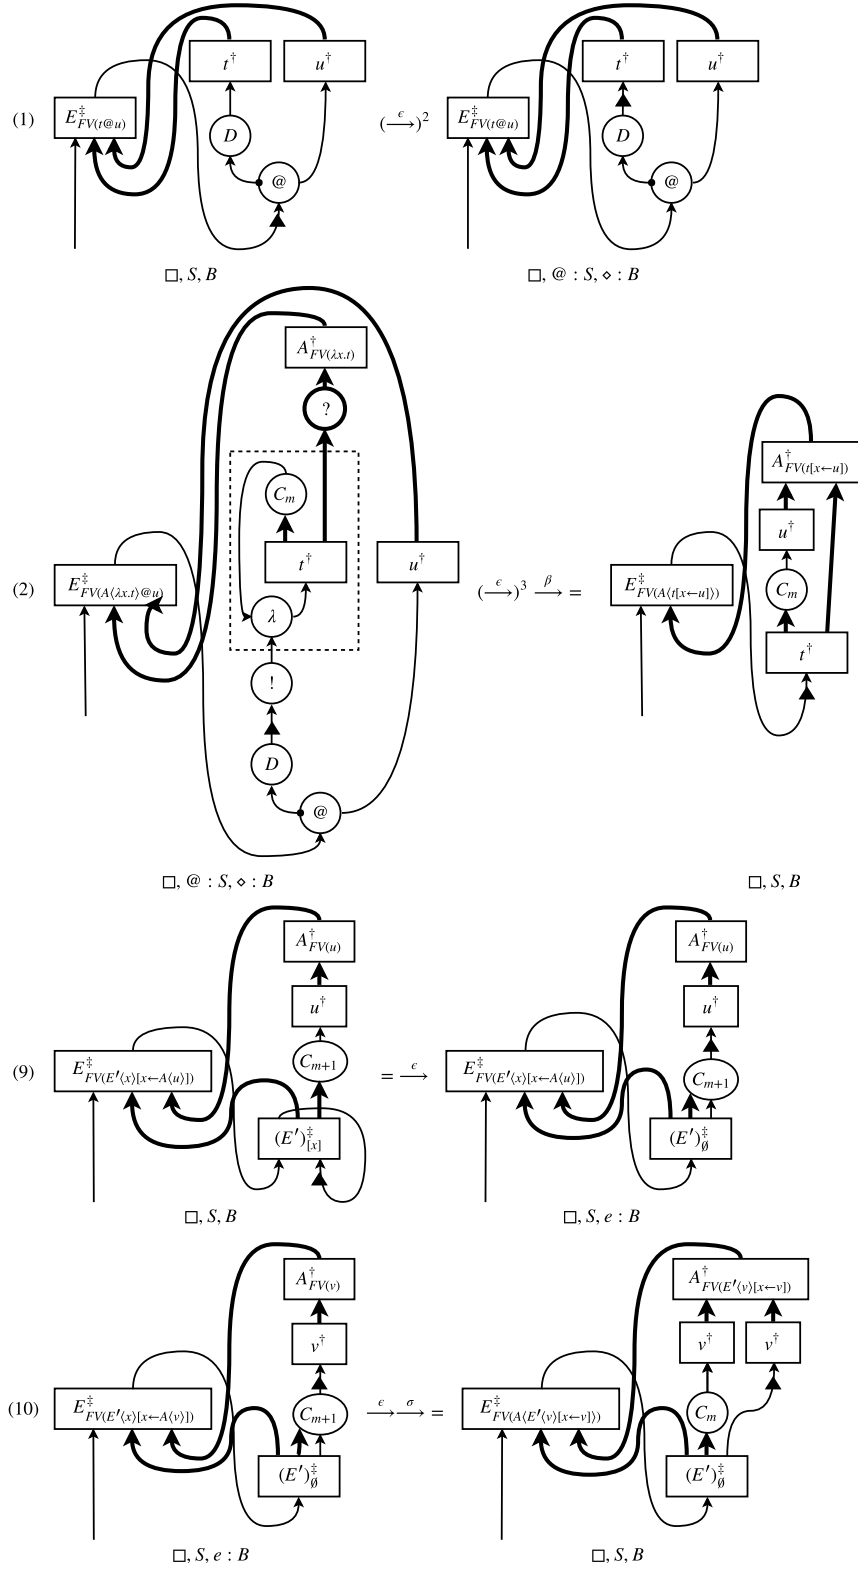 t† u† t† u†
(1) E‡FV(t@u) (ϵ→)² E‡FV(t@u)
D D
@ @
□, S, B □, @ : S, ⋄ : B
A†FV(λx.t)
?
A†FV(t[x←u])
Cm
u†
t† u†
(2) E‡FV(A⟨λx.t⟩@u) (ϵ→)³ β→ = E‡FV(A⟨t[x←u]⟩) Cm
λ
t†
!
D
@
□, @ : S, ⋄ : B □, S, B
A†FV(u) A†FV(u)
u† u†
(9) E‡FV(E′⟨x⟩[x←A⟨u⟩]) Cm+1 = ϵ→ E‡FV(E′⟨x⟩[x←A⟨u⟩]) Cm+1
(E′)‡[x] (E′)‡∅
□, S, B □, S, e : B
A†FV(v) A†FV(E′⟨v⟩[x←v])
v† v† v†
(10) E‡FV(E′⟨x⟩[x←A⟨v⟩]) Cm+1 ϵ→ σ→ = E‡FV(A⟨E′⟨v⟩[x←v]⟩) Cm
(E′)‡∅ (E′)‡∅
□, S, e : B □, S, B